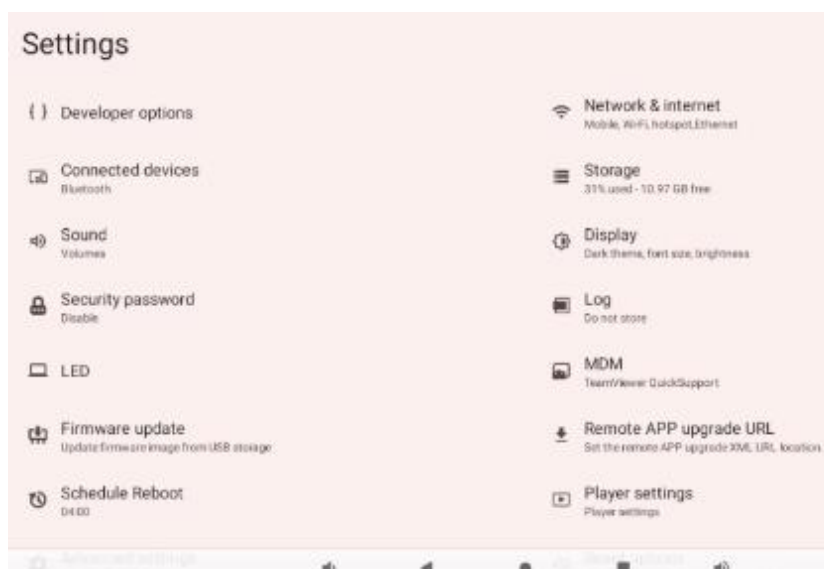 Settings
Developer options
Network & internet
Mobile, Wi-Fi, hotspot,Ethernet
Connected devices
Bluetooth
Storage
31% used - 10.97 GB free
Sound
Volumes
Display
Dark theme, font size, brightness
Security password
Disable
Log
Do not store
LED
MDM
TeamViewer QuickSupport
Firmware update
Update firmware image from USB storage
Remote APP upgrade URL
Set the remote APP upgrade XML URL location.
Schedule Reboot
04:00
Player settings
Player settings
Advanced settings